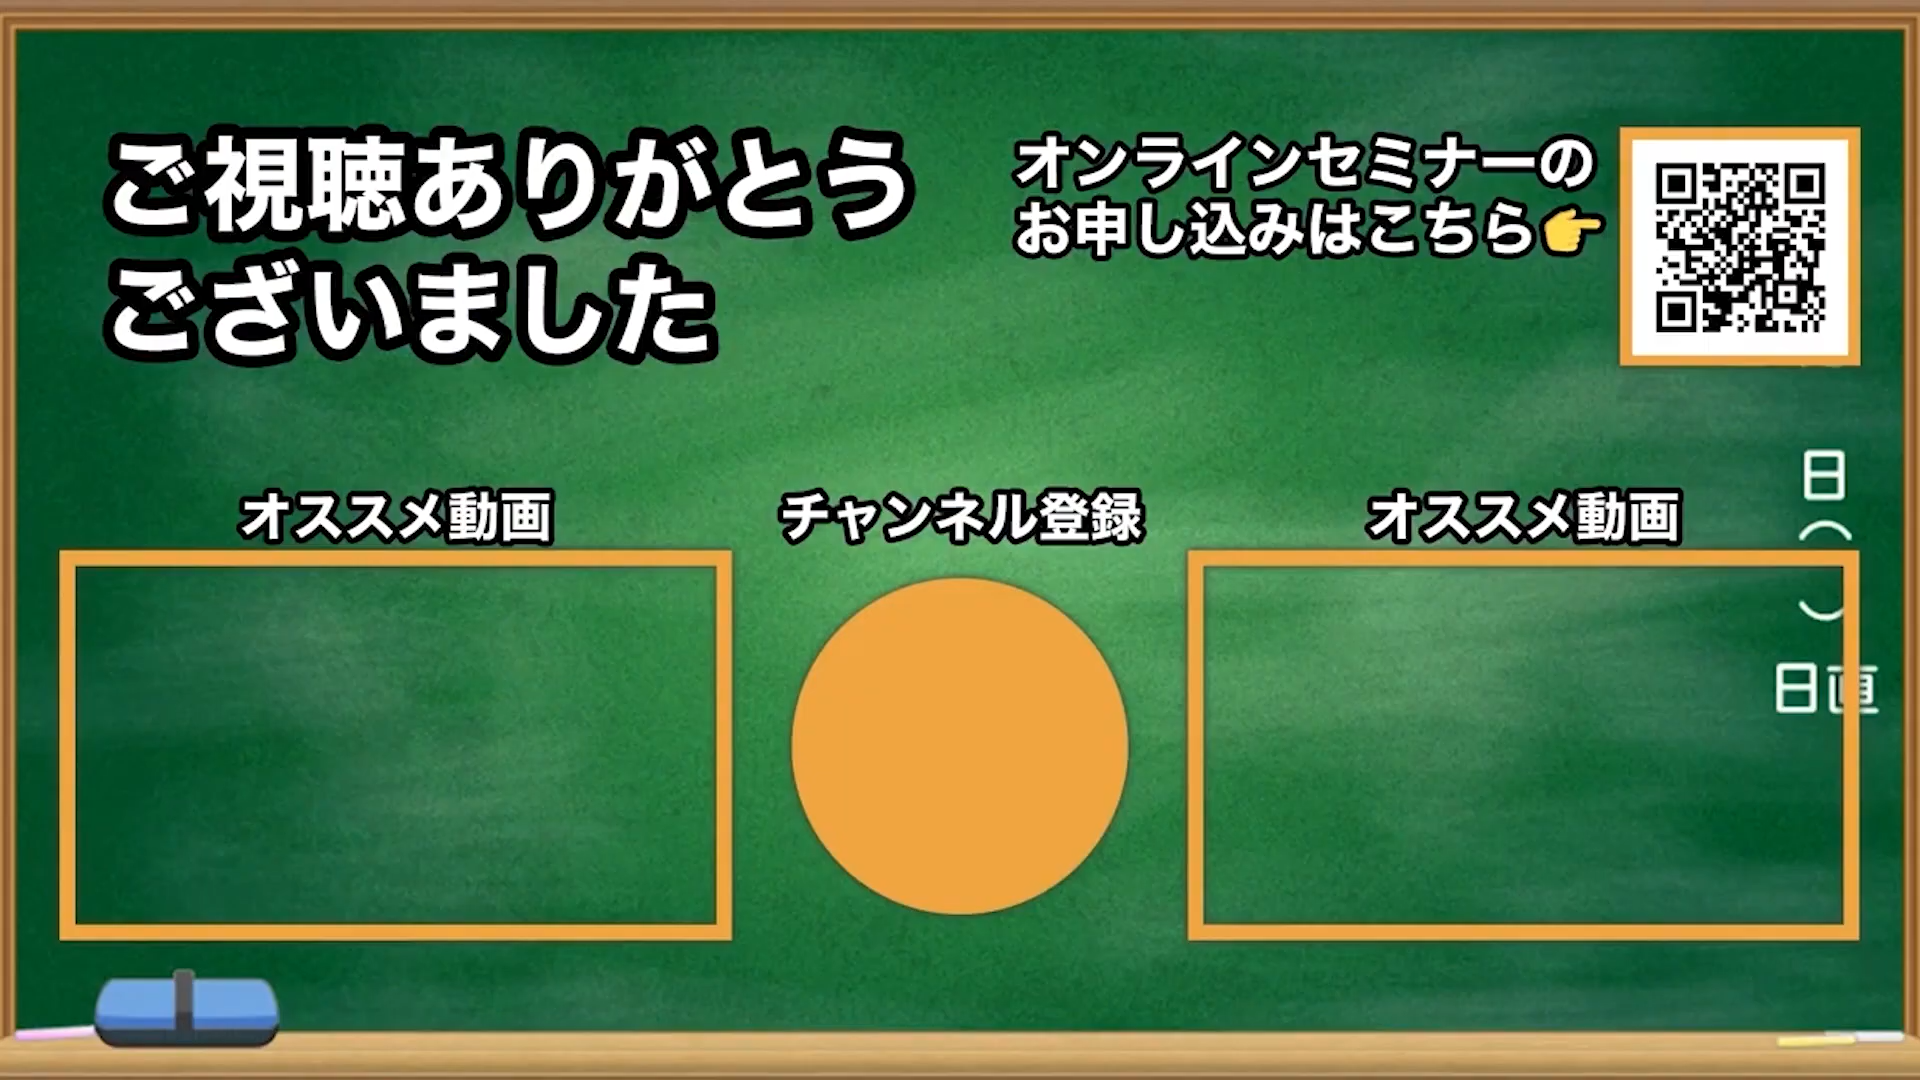 ご視聴ありがとう
ございました
オンラインセミナーの
お申し込みはこちら👉
オススメ動画
チャンネル登録
オススメ動画
日
（
）
日直